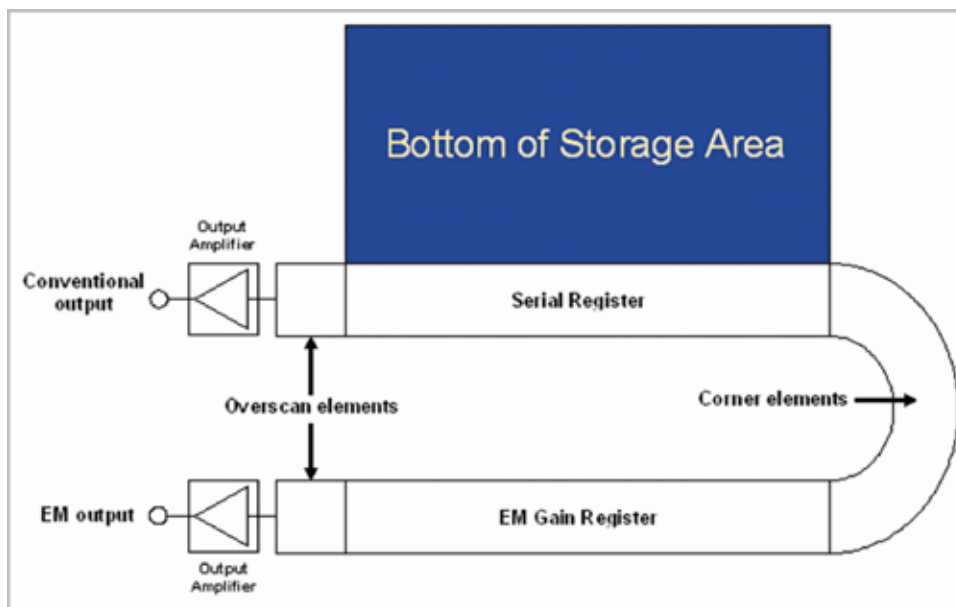 Bottom of Storage Area
Output
Amplifier
Conventional
output
Serial Register
Overscan elements
Corner elements
EM output
EM Gain Register
Output
Amplifier